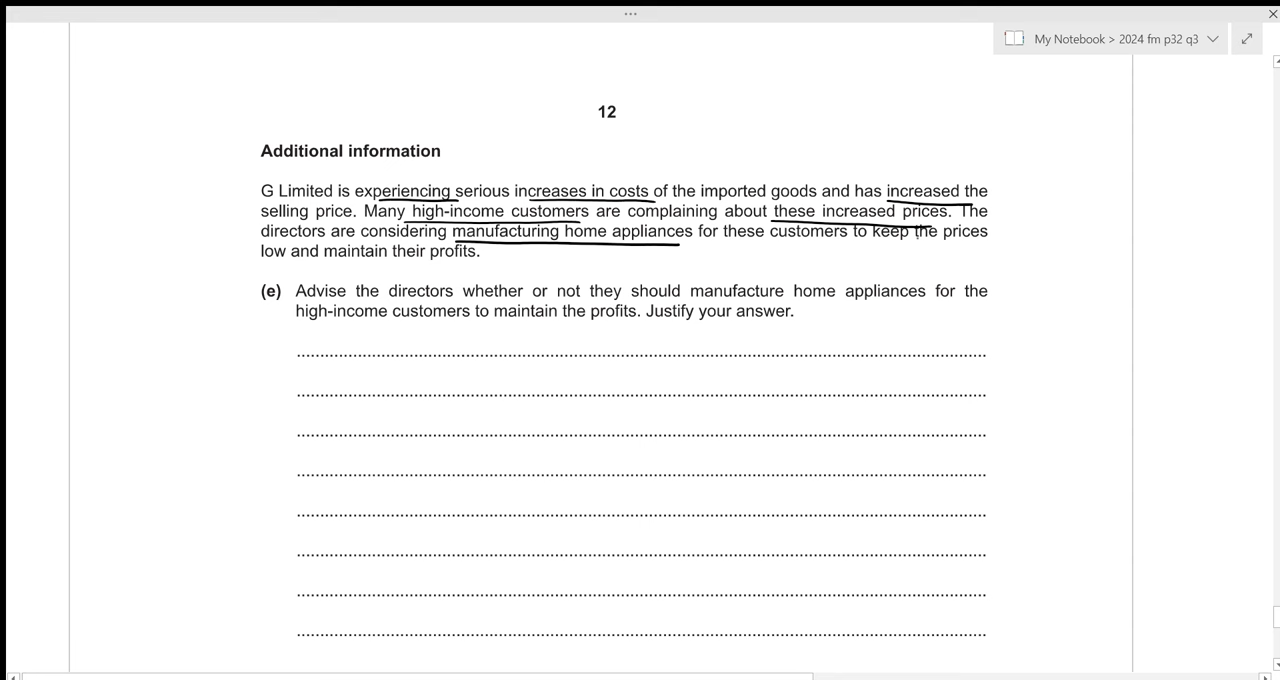 My Notebook > 2024 fm p32 q3
12
Additional information
G Limited is experiencing serious increases in costs of the imported goods and has increased the
selling price. Many high-income customers are complaining about these increased prices. The
directors are considering manufacturing home appliances for these customers to keep the prices
low and maintain their profits.
(e) Advise the directors whether or not they should manufacture home appliances for the
high-income customers to maintain the profits. Justify your answer.